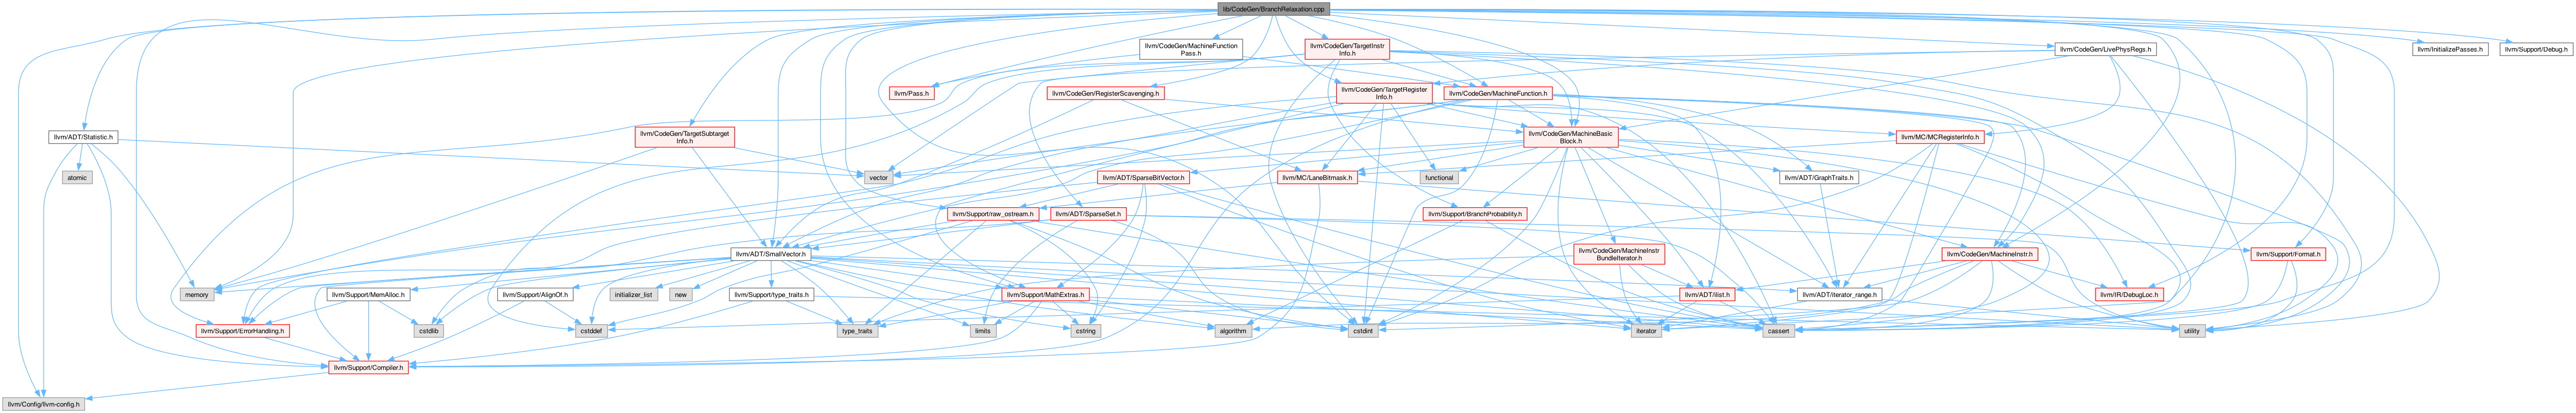 lib/CodeGen/BranchRelaxation.cpp
llvm/CodeGen/MachineFunction
Pass.h
llvm/CodeGen/TargetInstr
Info.h
llvm/CodeGen/LivePhysRegs.h
llvm/InitializePasses.h
llvm/Support/Debug.h
llvm/Pass.h
llvm/CodeGen/RegisterScavenging.h
llvm/CodeGen/TargetRegister
Info.h
llvm/CodeGen/MachineFunction.h
llvm/ADT/Statistic.h
llvm/CodeGen/TargetSubtarget
Info.h
llvm/CodeGen/MachineBasic
Block.h
llvm/MC/MCRegisterInfo.h
atomic
vector
llvm/ADT/SparseBitVector.h
llvm/MC/LaneBitmask.h
functional
llvm/ADT/GraphTraits.h
llvm/Support/raw_ostream.h
llvm/ADT/SparseSet.h
llvm/Support/BranchProbability.h
llvm/ADT/SmallVector.h
llvm/CodeGen/MachineInstr
BundleIterator.h
llvm/CodeGen/MachineInstr.h
llvm/Support/Format.h
memory
llvm/Support/MemAlloc.h
llvm/Support/AlignOf.h
initializer_list
new
llvm/Support/type_traits.h
llvm/Support/MathExtras.h
llvm/ADT/ilist.h
llvm/ADT/iterator_range.h
llvm/IR/DebugLoc.h
llvm/Support/ErrorHandling.h
cstdlib
cstddef
type_traits
limits
cstring
algorithm
cstdint
iterator
cassert
utility
llvm/Support/Compiler.h
llvm/Config/llvm-config.h